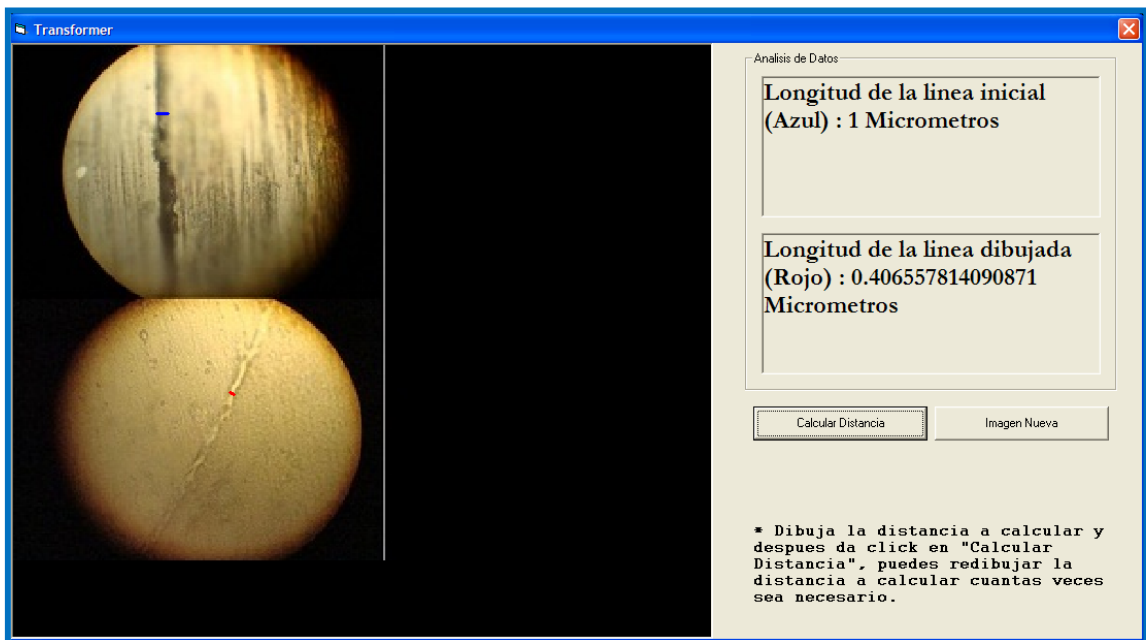 Transformer
Analisis de Datos
Longitud de la linea inicial
(Azul) : 1 Micrometros
Longitud de la linea dibujada
(Rojo) : 0.406557814090871
Micrometros
Calcular Distancia
Imagen Nueva
* Dibuja la distancia a calcular y
despues da click en "Calcular
Distancia", puedes redibujar la
distancia a calcular cuantas veces
sea necesario.